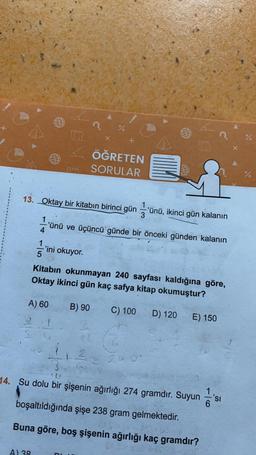 ÖĞRETEN
SORULAR
13. Oktay bir kitabın birinci gün 1/3'ünü, ikinci gün kalanın
1/4'ünü ve üçüncü günde bir önceki günden kalanın
1/5'ini okuyor.
Kitabın okunmayan 240 sayfası kaldığına göre,
Oktay ikinci gün kaç safya kitap okumuştur?
A) 60 B) 90 C) 100 D) 120 E) 150
14. Su dolu bir şişenin ağırlığı 274 gramdır. Suyun 1/6'sı
boşaltıldığında şişe 238 gram gelmektedir.
Buna göre, boş şişenin ağırlığı kaç gramdır?
A) 38